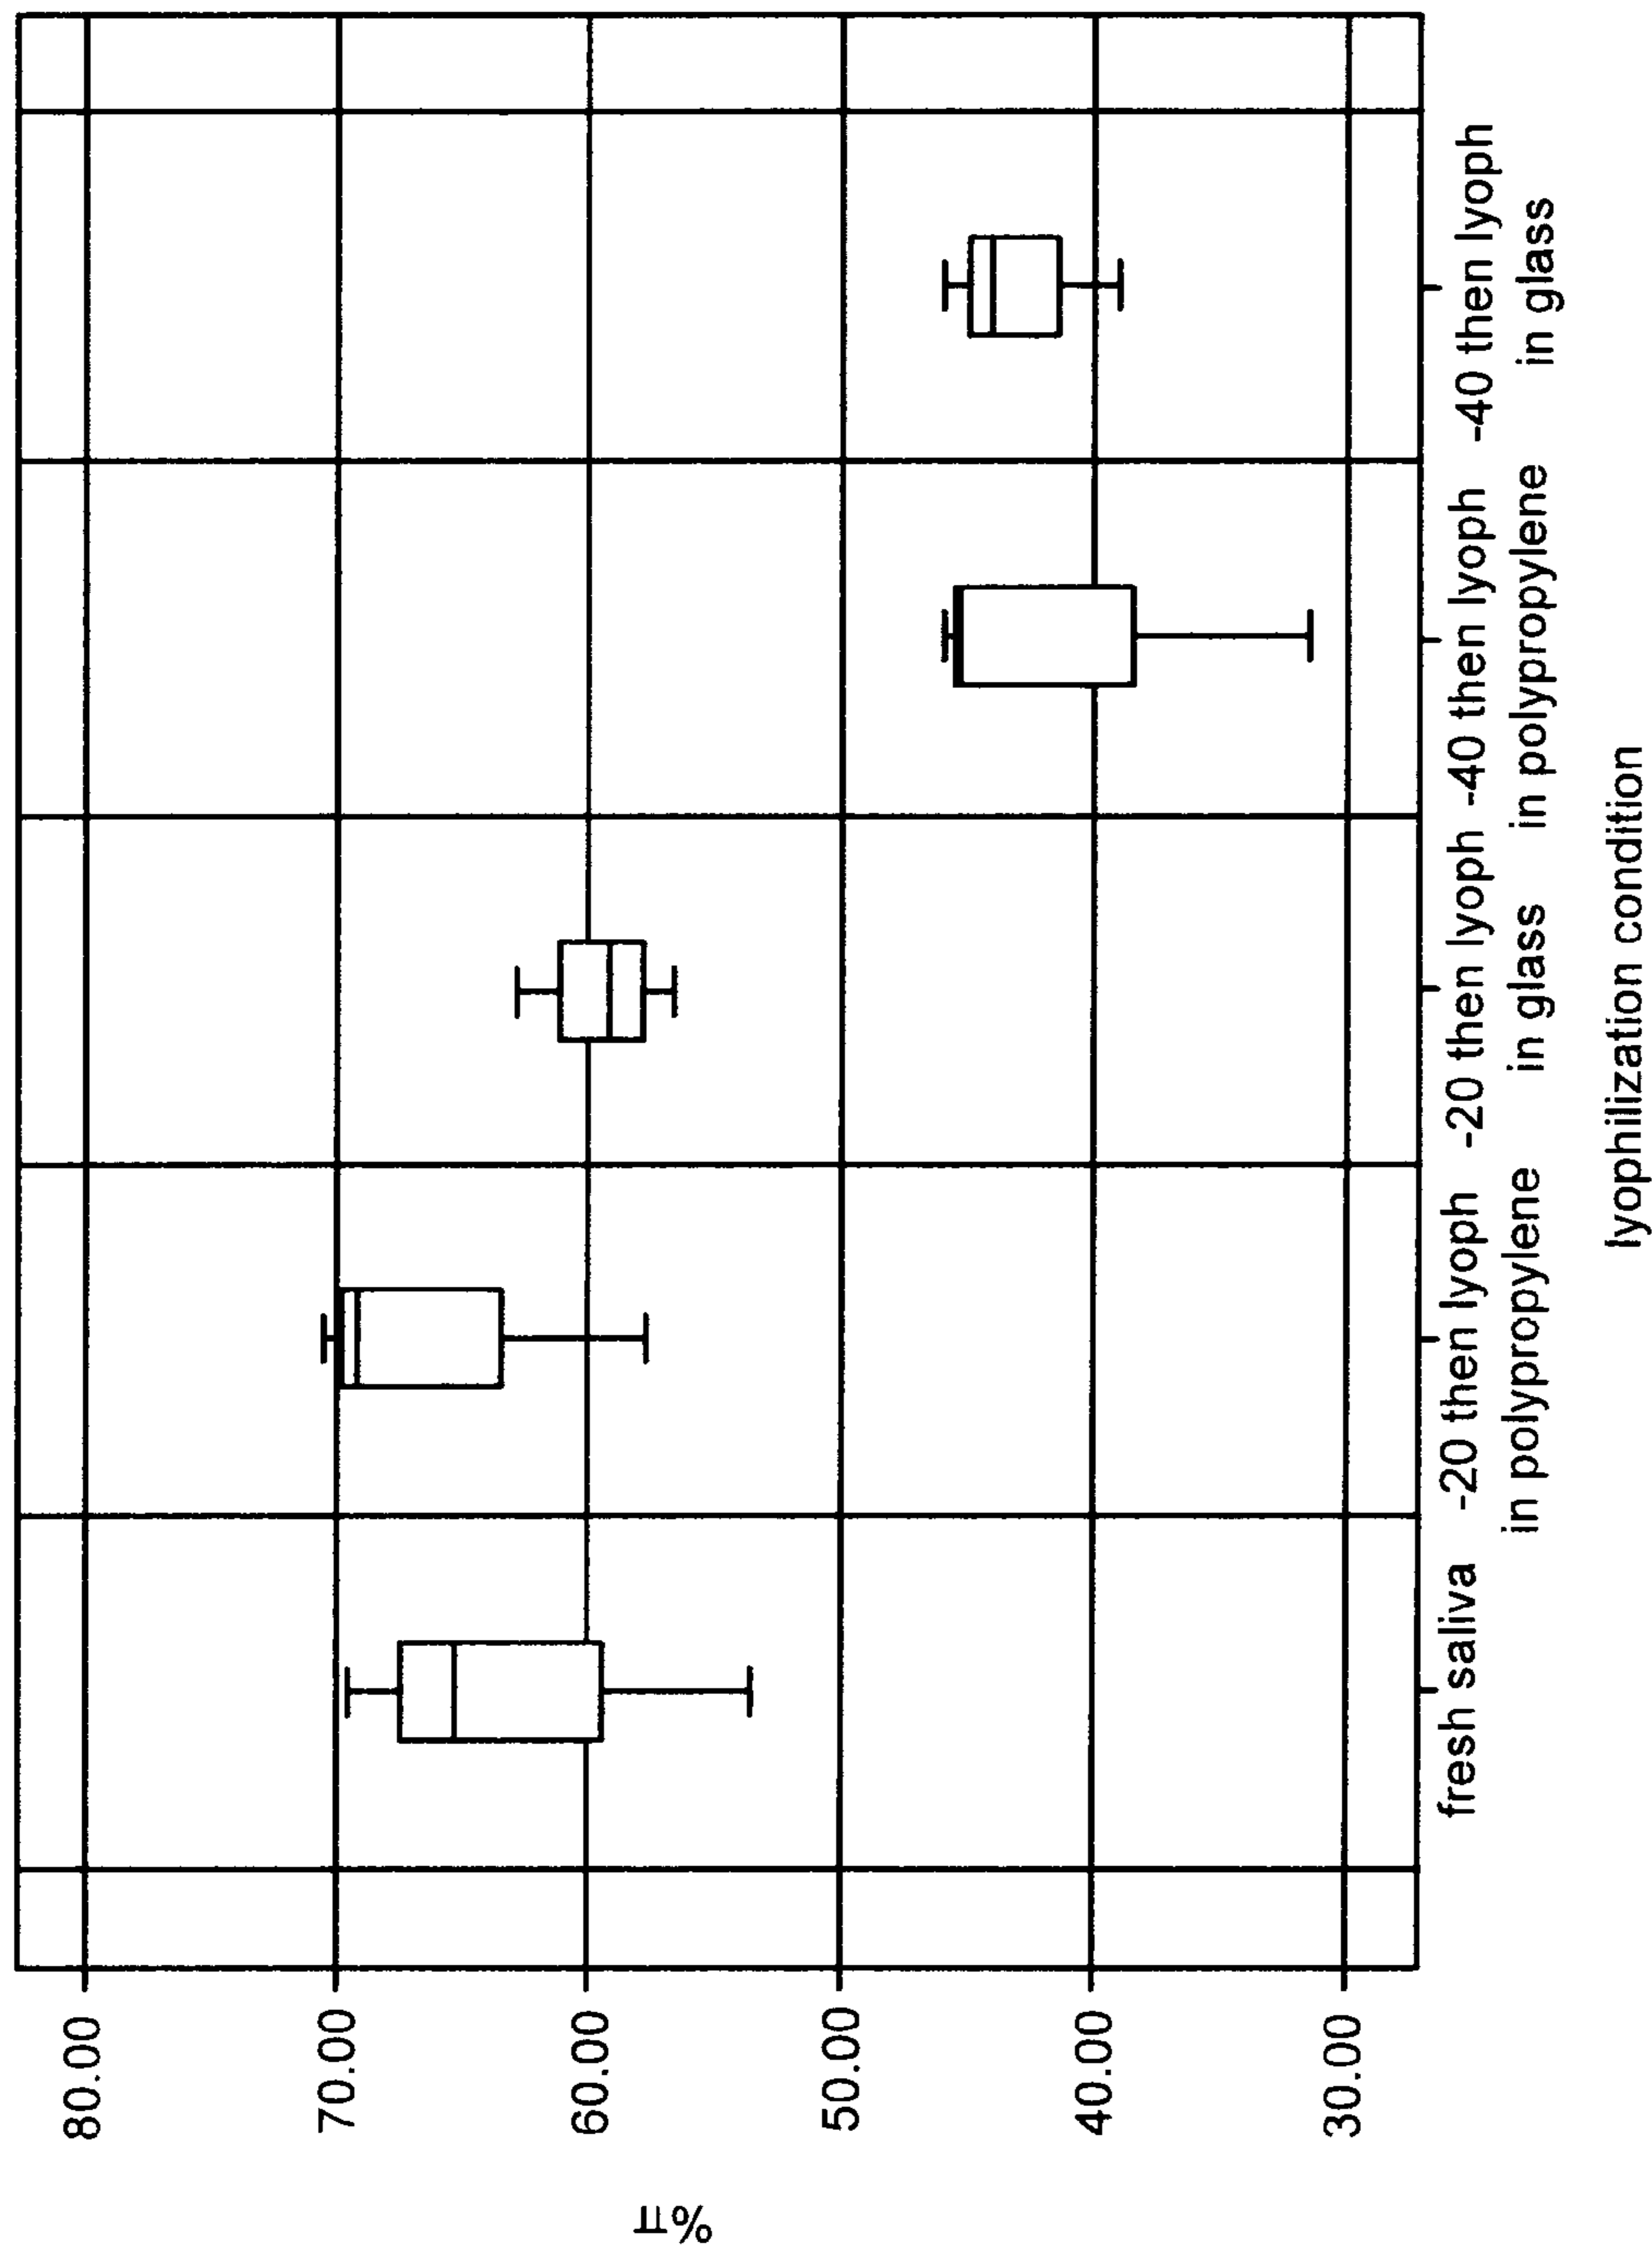 %π
80.00
70.00
60.00
50.00
40.00
30.00
fresh saliva
-20 then lyoph
in polypropylene
-20 then lyoph
in glass
-40 then lyoph
in polypropylene
-40 then lyoph
in glass
lyophilization condition